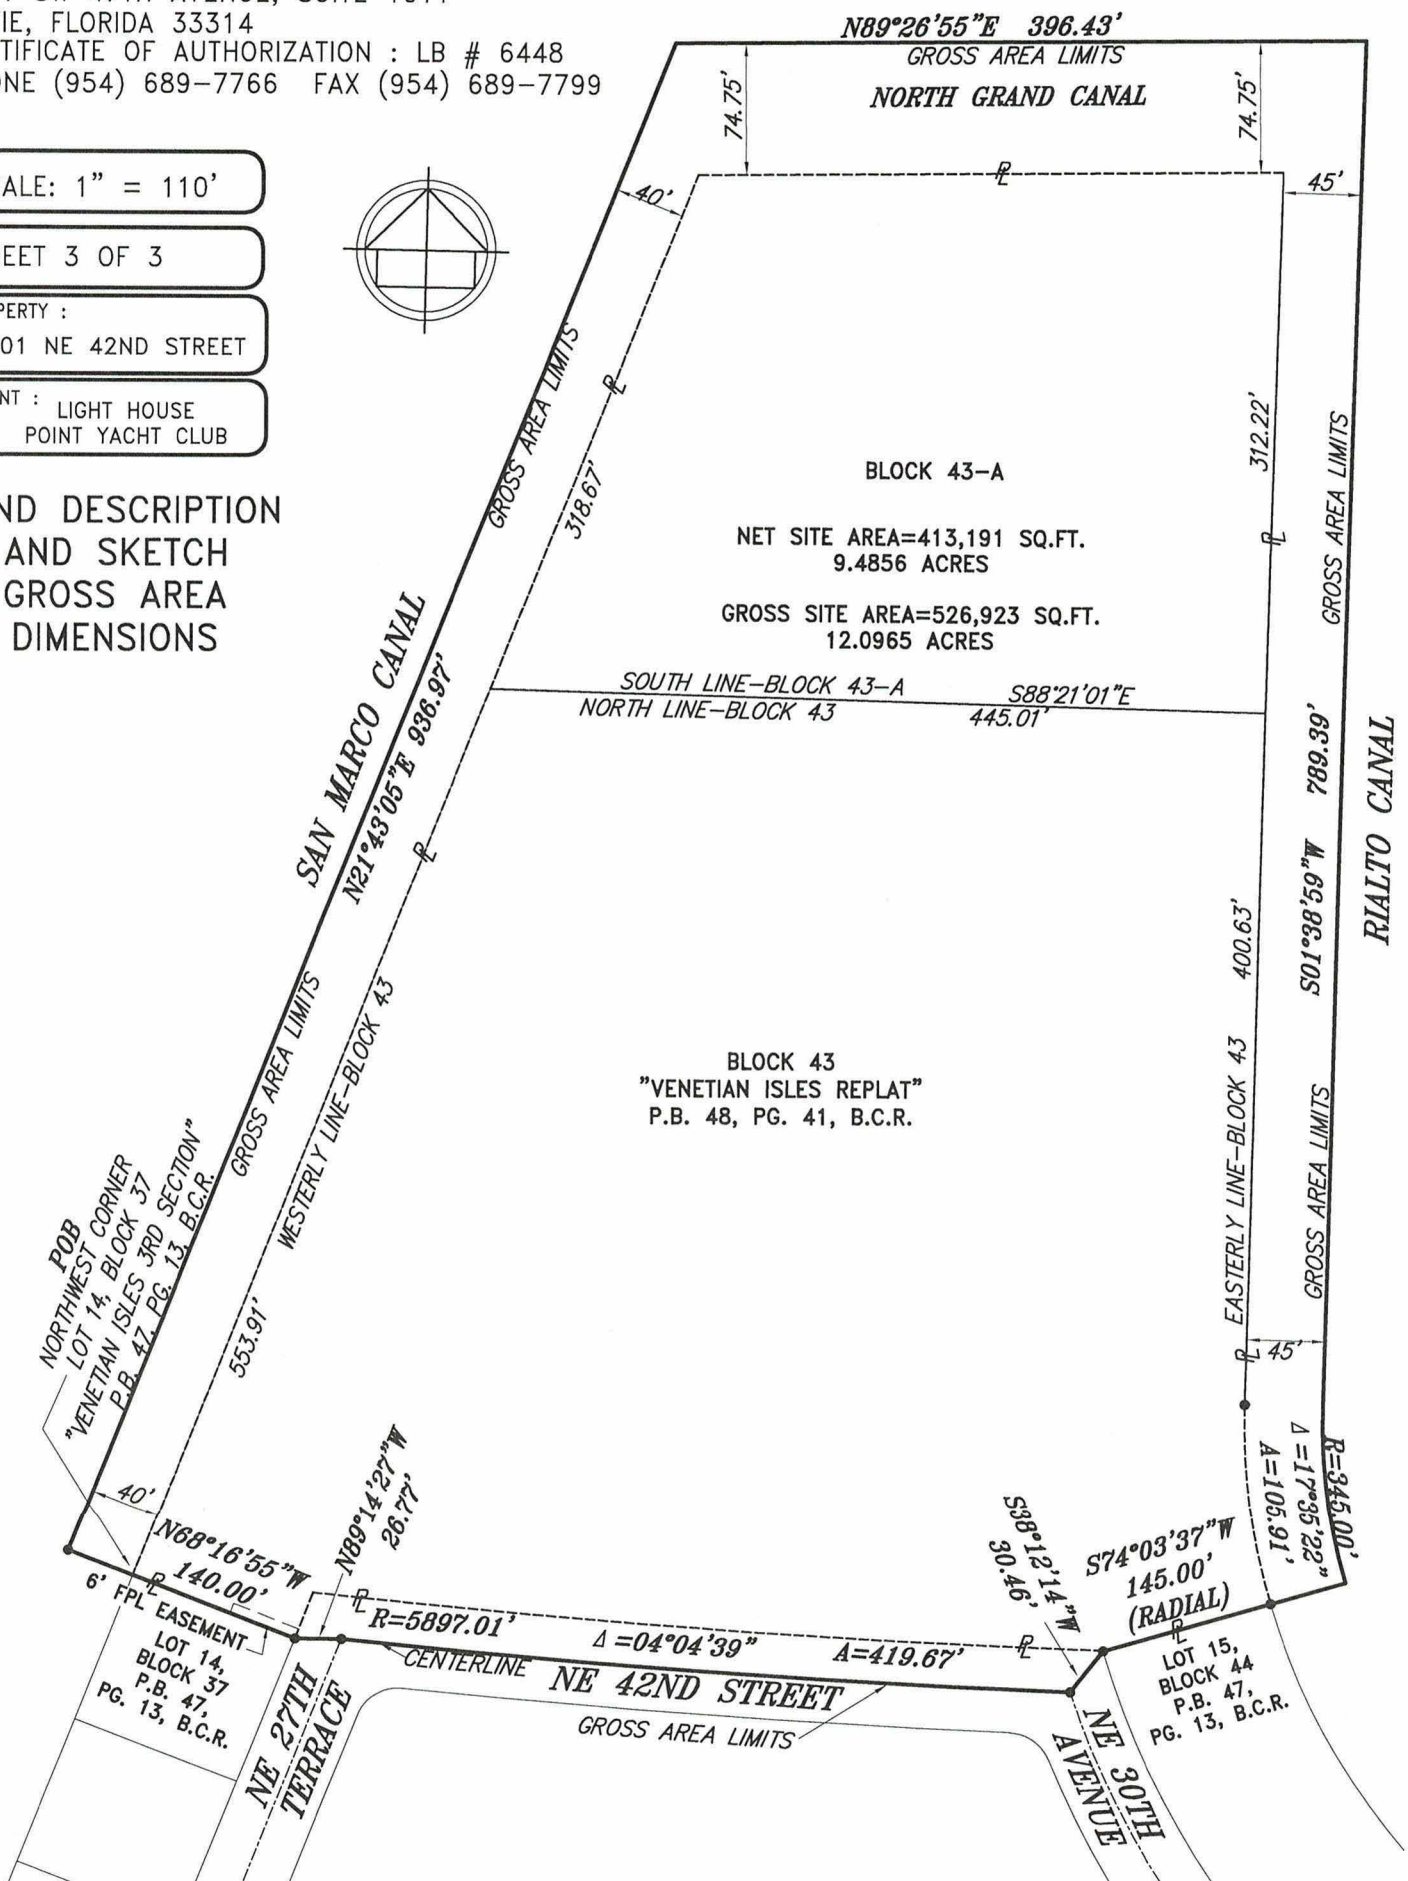 IE, FLORIDA 33314
TIFICATE OF AUTHORIZATION : LB # 6448
ONE (954) 689-7766 FAX (954) 689-7799
ALE: 1" = 110'
EET 3 OF 3
PERTY :
01 NE 42ND STREET
NT : LIGHT HOUSE
POINT YACHT CLUB
ND DESCRIPTION
AND SKETCH
GROSS AREA
DIMENSIONS
N89°26'55"E 396.43'
GROSS AREA LIMITS
NORTH GRAND CANAL
74.75'
74.75'
40'
45'
PL
GROSS AREA LIMITS
PL
318.67'
312.22'
PL
GROSS AREA LIMITS
BLOCK 43-A
NET SITE AREA=413,191 SQ.FT.
9.4856 ACRES
GROSS SITE AREA=526,923 SQ.FT.
12.0965 ACRES
SOUTH LINE-BLOCK 43-A S88°21'01"E
NORTH LINE-BLOCK 43 445.01'
SAN MARCO CANAL
N21°43'05"E 936.97'
PL
RIALTO CANAL
S01°38'59"W 789.39'
400.63'
GROSS AREA LIMITS
WESTERLY LINE-BLOCK 43
553.91'
BLOCK 43
"VENETIAN ISLES REPLAT"
P.B. 48, PG. 41, B.C.R.
EASTERLY LINE-BLOCK 43
GROSS AREA LIMITS
PL
45'
POB
NORTHWEST CORNER
LOT 14, BLOCK 37
"VENETIAN ISLES 3RD SECTION"
P.B. 47, PG. 13, B.C.R.
40'
N68°16'55"W
140.00'
N89°14'27"W
26.77'
PL
6' FPL EASEMENT
LOT 14,
BLOCK 37
P.B. 47,
PG. 13, B.C.R.
PL
R=5897.01' Δ=04°04'39" A=419.67'
PL
CENTERLINE
NE 42ND STREET
GROSS AREA LIMITS
NE 27TH
TERRACE
S38°12'14"W
30.46'
S74°03'37"W
145.00'
(RADIAL)
R=345.00'
Δ=17°35'22"
A=105.91'
PL
LOT 15,
BLOCK 44
P.B. 47,
PG. 13, B.C.R.
NE 30TH
AVENUE